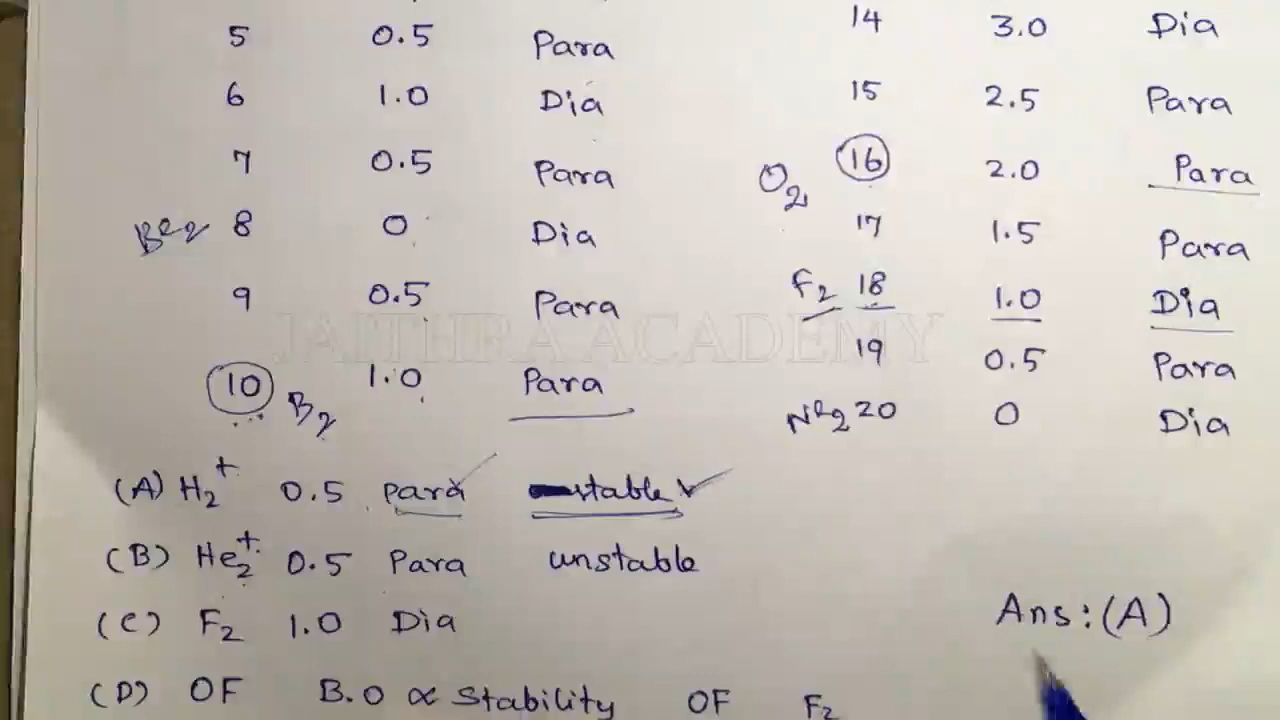 5 0.5 Para
6 1.0 Dia
7 0.5 Para
Be2 8 0 Dia
9 0.5 Para
10 B2 1.0 Para
14 3.0 Dia
15 2.5 Para
O2 16 2.0 Para
17 1.5 Para
F2 18 1.0 Dia
19 0.5 Para
Ne2 20 0 Dia
JAITHRA ACADEMY
(A) H2+ 0.5 para stable
(B) He2+ 0.5 Para unstable
(C) F2 1.0 Dia
Ans:(A)
(D) OF B.O ∝ Stability OF F2